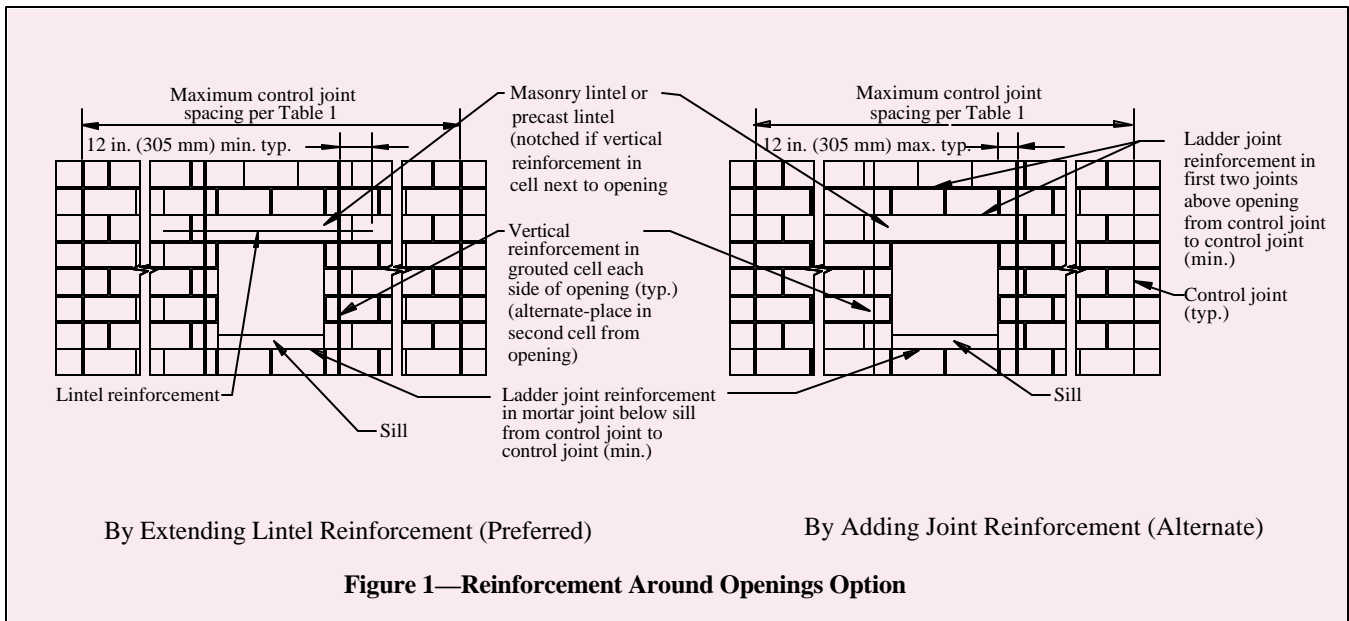 Maximum control joint
spacing per Table 1
12 in. (305 mm) min. typ.
Masonry lintel or
precast lintel
(notched if vertical
reinforcement in
cell next to opening
Vertical
reinforcement in
grouted cell each
side of opening (typ.)
(alternate-place in
second cell from
opening)
Lintel reinforcement
Sill
Ladder joint reinforcement
in mortar joint below sill
from control joint to
control joint (min.)
Maximum control joint
spacing per Table 1
12 in. (305 mm) max. typ.
Ladder joint
reinforcement in
first two joints
above opening
from control joint
to control joint
(min.)
Control joint
(typ.)
Sill
By Extending Lintel Reinforcement (Preferred)
By Adding Joint Reinforcement (Alternate)
Figure 1—Reinforcement Around Openings Option